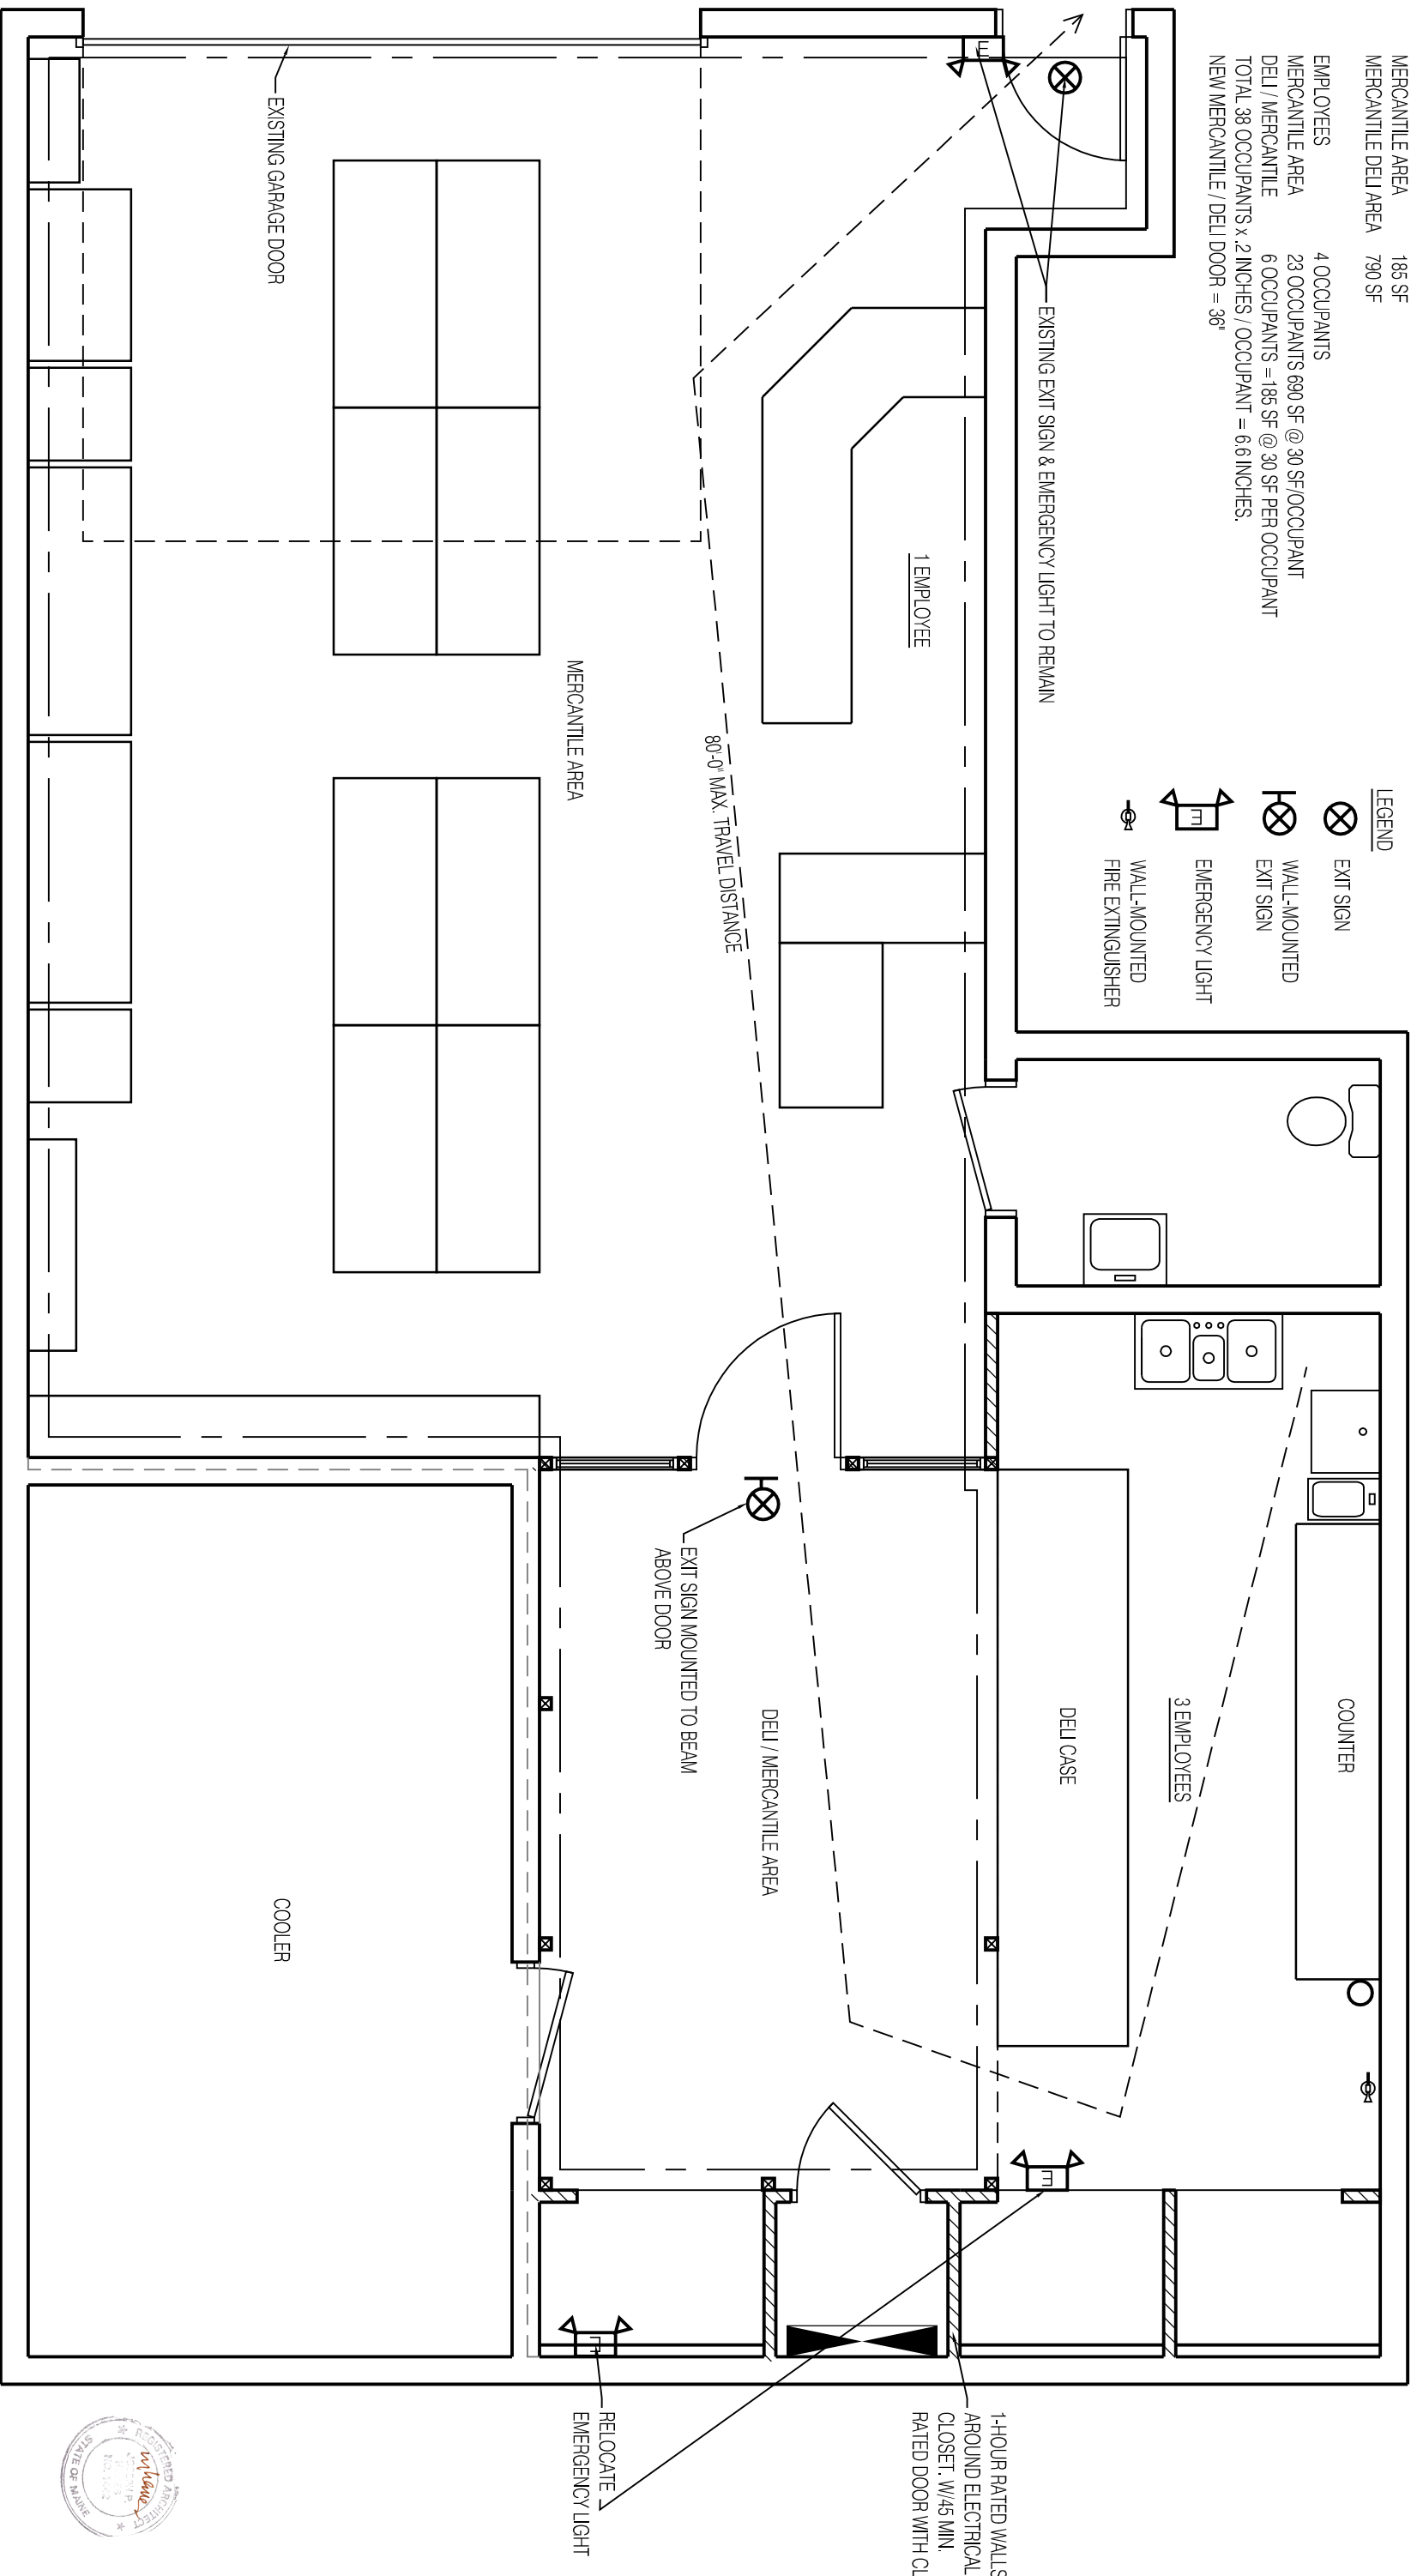 MERCANTILE AREA 185 SF
MERCANTILE DELI AREA 790 SF
EMPLOYEES 4 OCCUPANTS
MERCANTILE AREA 23 OCCUPANTS 690 SF @ 30 SF/OCCUPANT
DELI / MERCANTILE 6 OCCUPANTS =185 SF @ 30 SF PER OCCUPANT
TOTAL 38 OCCUPANTS x .2 INCHES / OCCUPANT = 6.6 INCHES.
NEW MERCANTILE / DELI DOOR = 36"
LEGEND
EXIT SIGN
WALL-MOUNTED
EXIT SIGN
E
EMERGENCY LIGHT
WALL-MOUNTED
FIRE EXTINGUISHER
E
EXISTING EXIT SIGN & EMERGENCY LIGHT TO REMAIN
EXISTING GARAGE DOOR
1 EMPLOYEE
MERCANTILE AREA
80'-0" MAX. TRAVEL DISTANCE
COUNTER
3 EMPLOYEES
DELI CASE
DELI / MERCANTILE AREA
EXIT SIGN MOUNTED TO BEAM
ABOVE DOOR
COOLER
E
E
1-HOUR RATED WALLS
AROUND ELECTRICAL
CLOSET. W/45 MIN.
RATED DOOR WITH CL
RELOCATE
EMERGENCY LIGHT
REGISTERED ARCHITECT
STATE OF MAINE